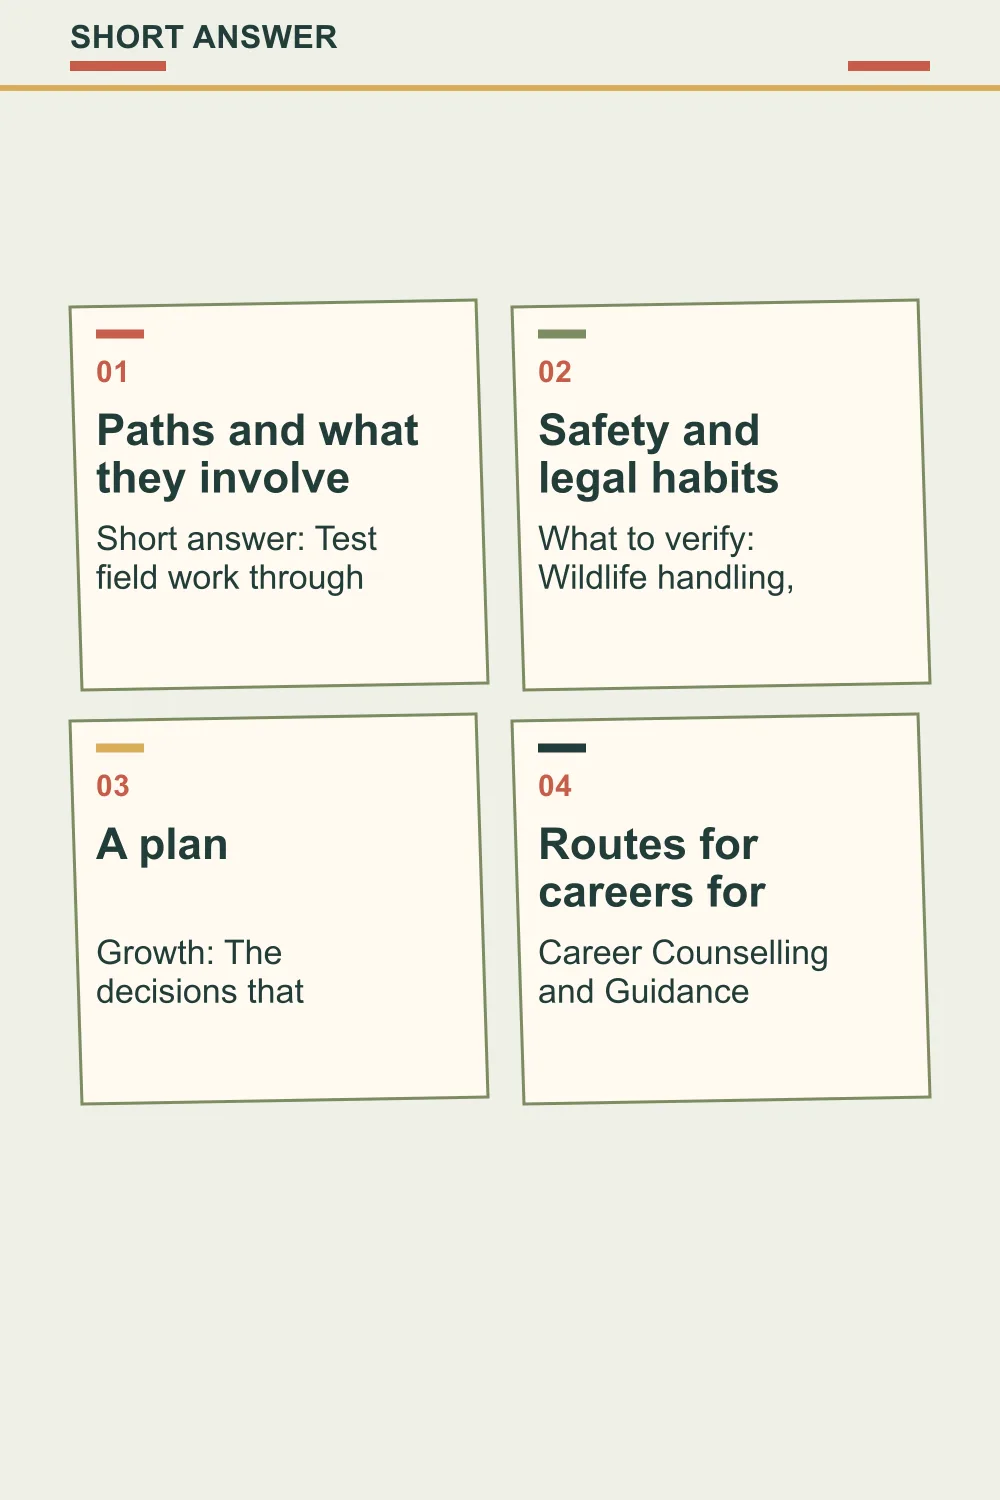 SHORT ANSWER
01
Paths and what
they involve
Short answer: Test
field work through
02
Safety and
legal habits
What to verify:
Wildlife handling,
03
A plan
Growth: The
decisions that
04
Routes for
careers for
Career Counselling
and Guidance